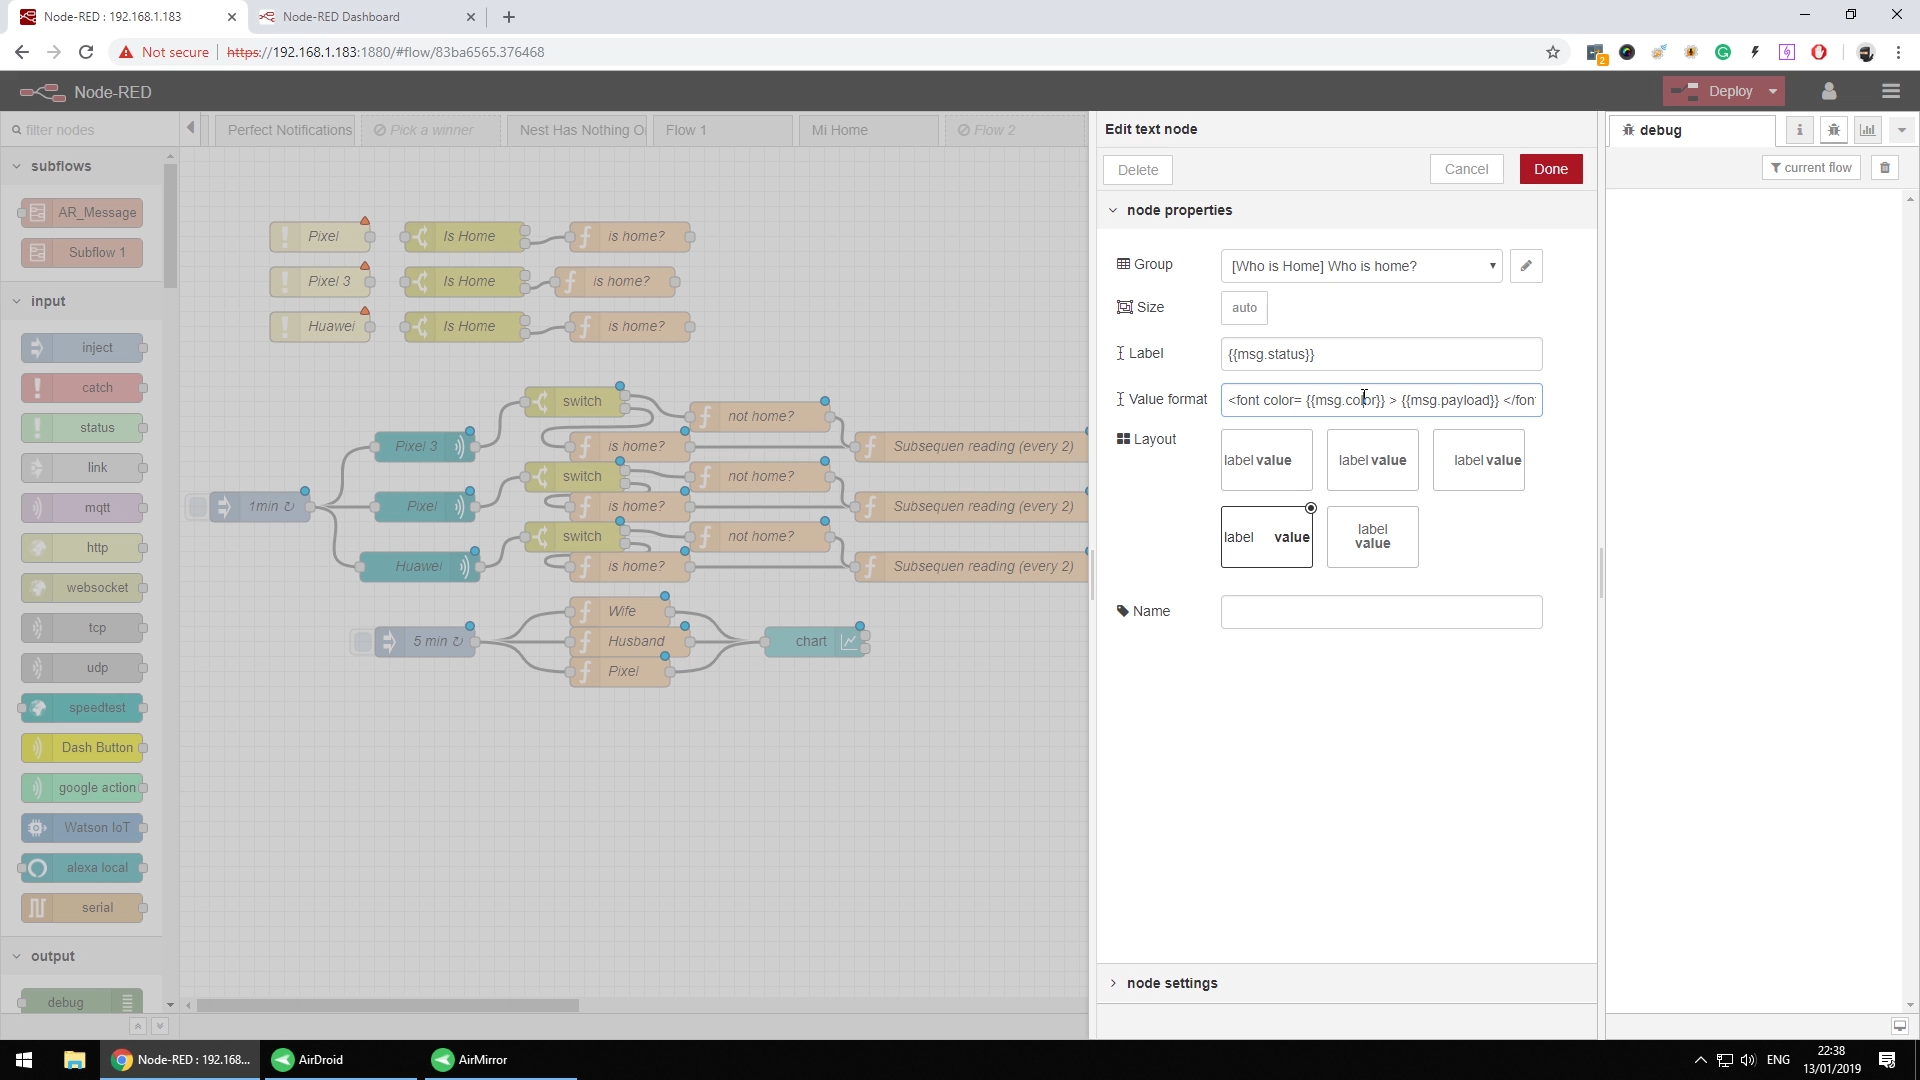 Node-RED : 192.168.1.183
Node-RED Dashboard
Not secure
https://192.168.1.183:1880/#flow/83ba6565.376468
2
Node-RED
Deploy
filter nodes
Perfect Notifications
Pick a winner
Nest Has Nothing O
Flow 1
Mi Home
Flow 2
subflows
AR_Message
Subflow 1
input
inject
catch
status
link
mqtt
http
websocket
tcp
udp
speedtest
Dash Button
google action
Watson IoT
alexa local
serial
output
debug
Pixel
Is Home
is home?
Pixel 3
Is Home
is home?
Huawei
Is Home
is home?
switch
not home?
Pixel 3
is home?
Subsequen reading (every 2)
switch
not home?
1min ↻
Pixel
is home?
Subsequen reading (every 2)
switch
not home?
Huawei
is home?
Subsequen reading (every 2)
Wife
5 min ↻
Husband
chart
Pixel
Edit text node
Delete
Cancel
Done
node properties
Group
[Who is Home] Who is home?
Size
auto
Label
{{msg.status}}
Value format
<font color= {{msg.color}} > {{msg.payload}} </fon
Layout
label value
label value
label value
label value
label
value
Name
node settings
debug
i
current flow
Node-RED : 192.168...
AirDroid
AirMirror
ENG
22:38
13/01/2019